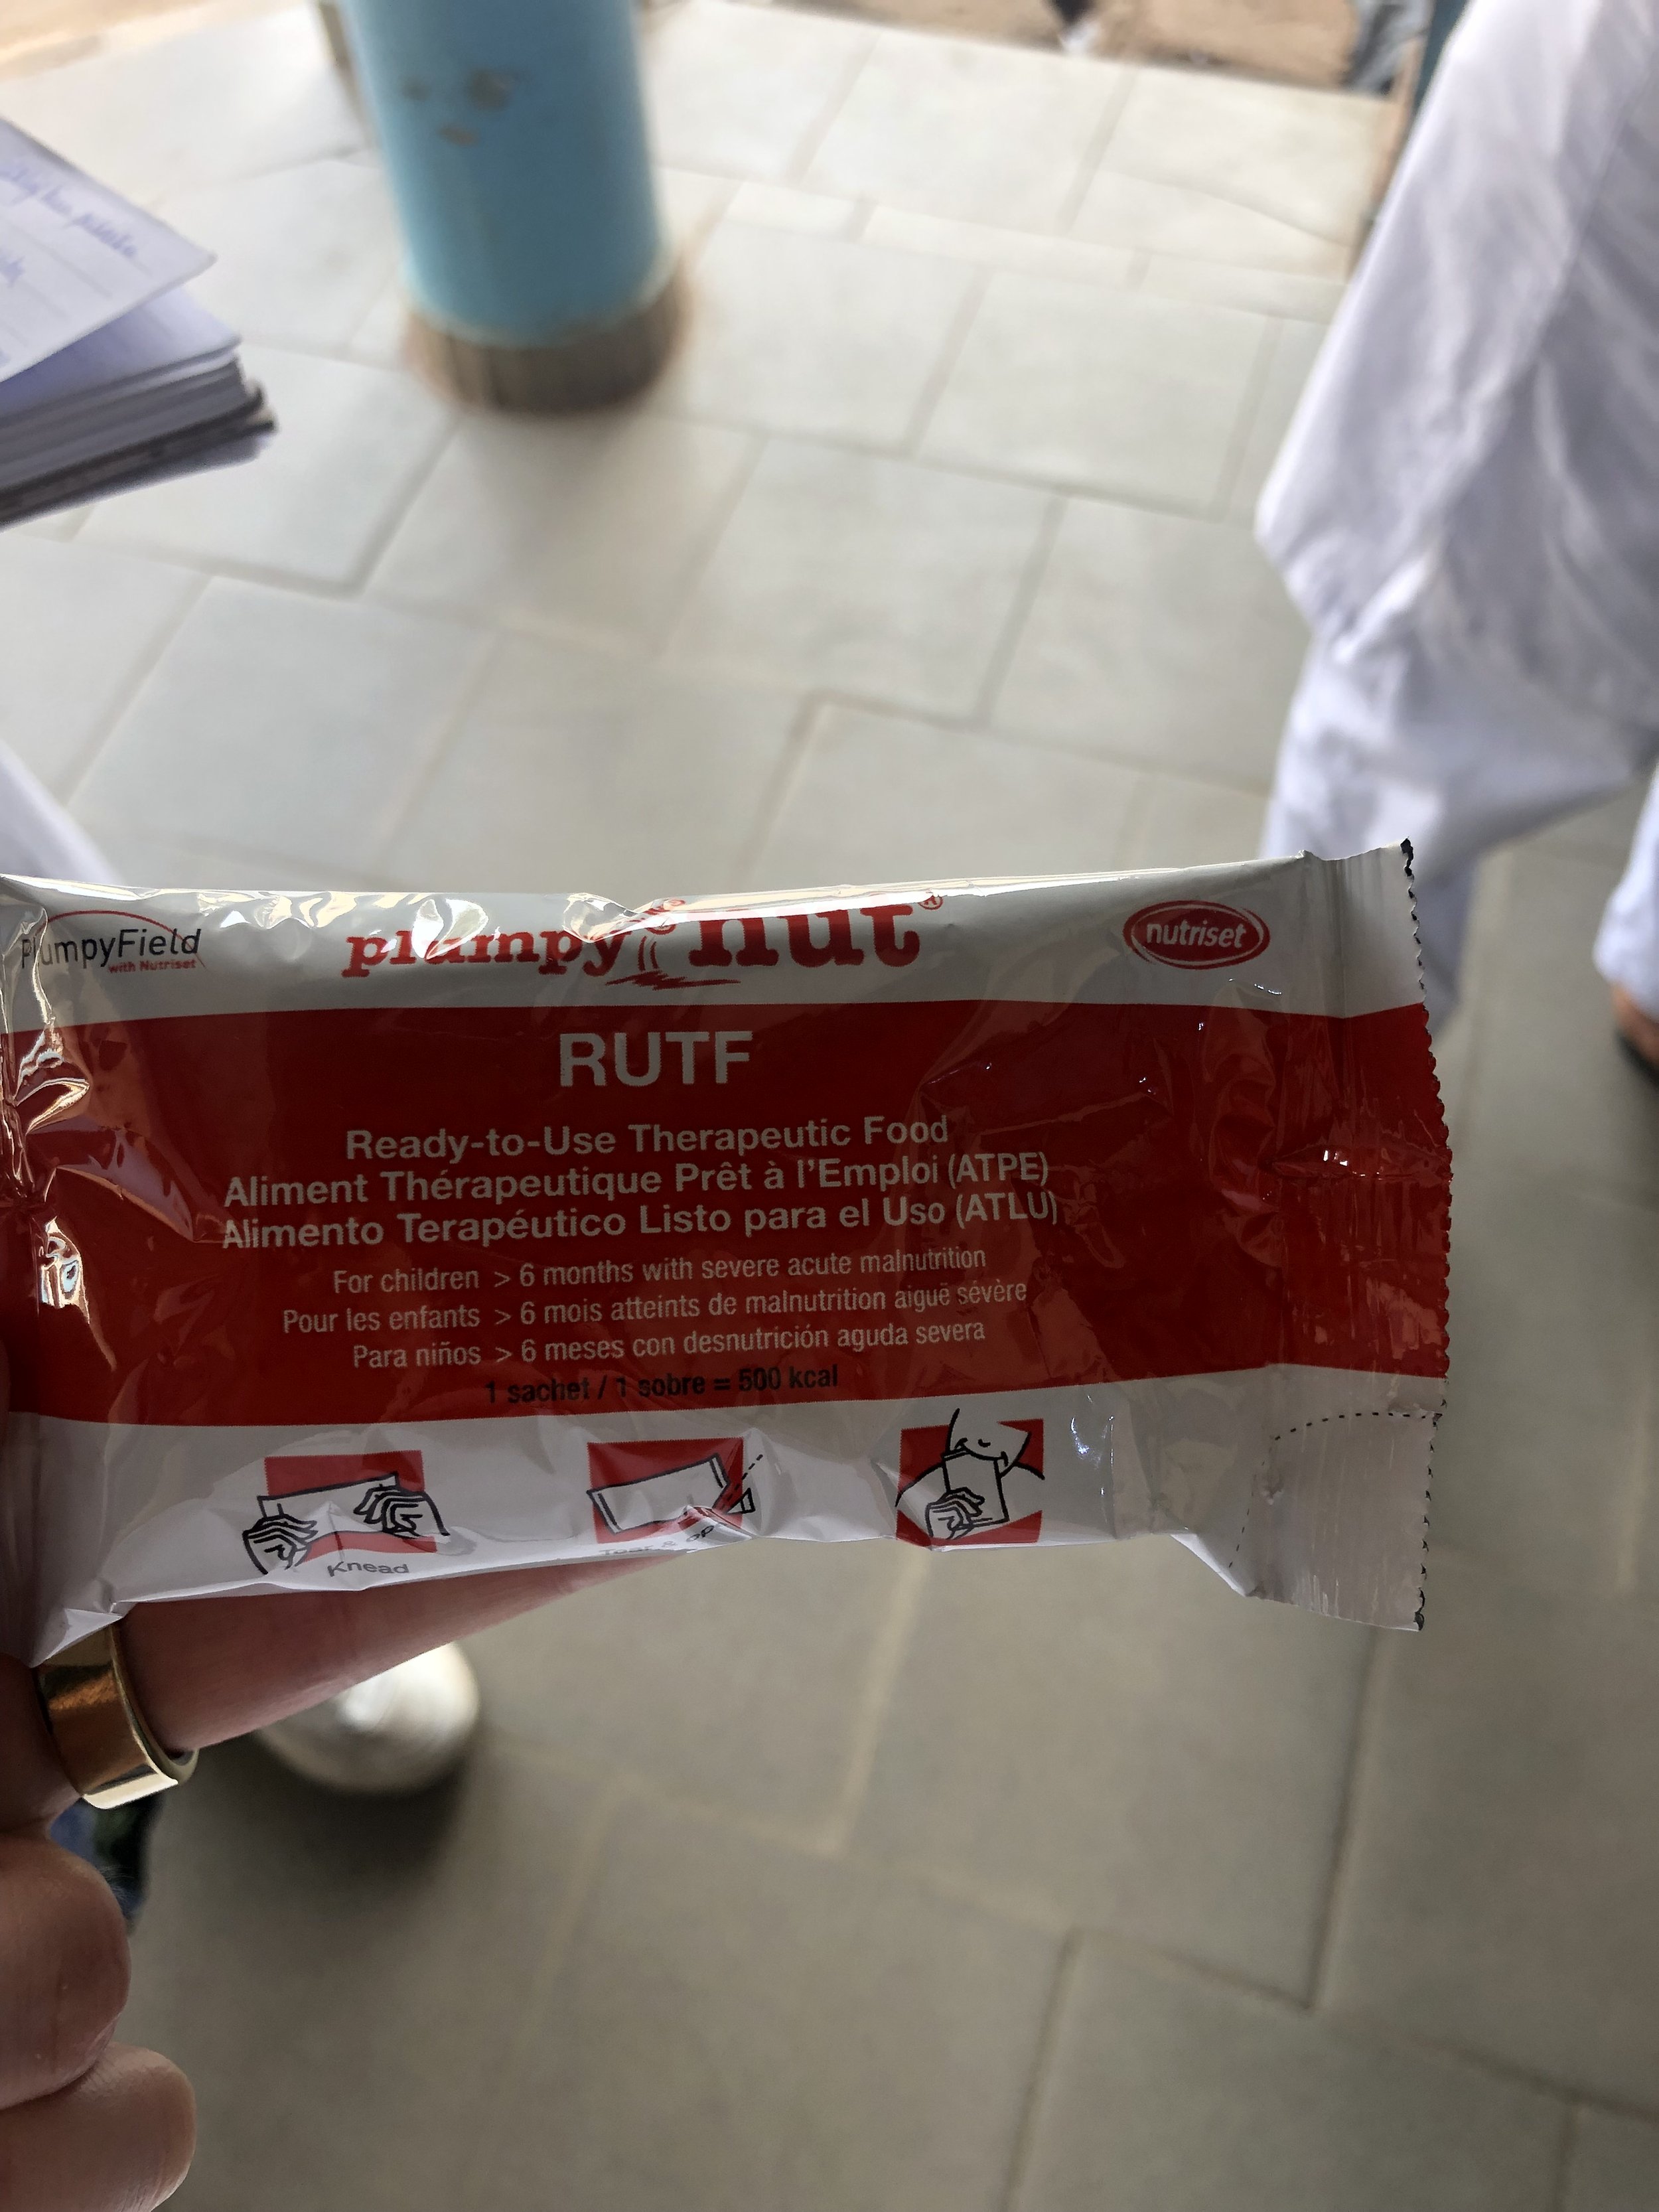 PlumpyField
with Nutriset
plumpy'nut®
nutriset
RUTF
Ready-to-Use Therapeutic Food
Aliment Thérapeutique Prêt à l'Emploi (ATPE)
Alimento Terapéutico Listo para el Uso (ATLU)
For children > 6 months with severe acute malnutrition
Pour les enfants > 6 mois atteints de malnutrition aiguë sévère
Para niños > 6 meses con desnutrición aguda severa
1 sachet / 1 sobre = 500 kcal
Knead
Tear &